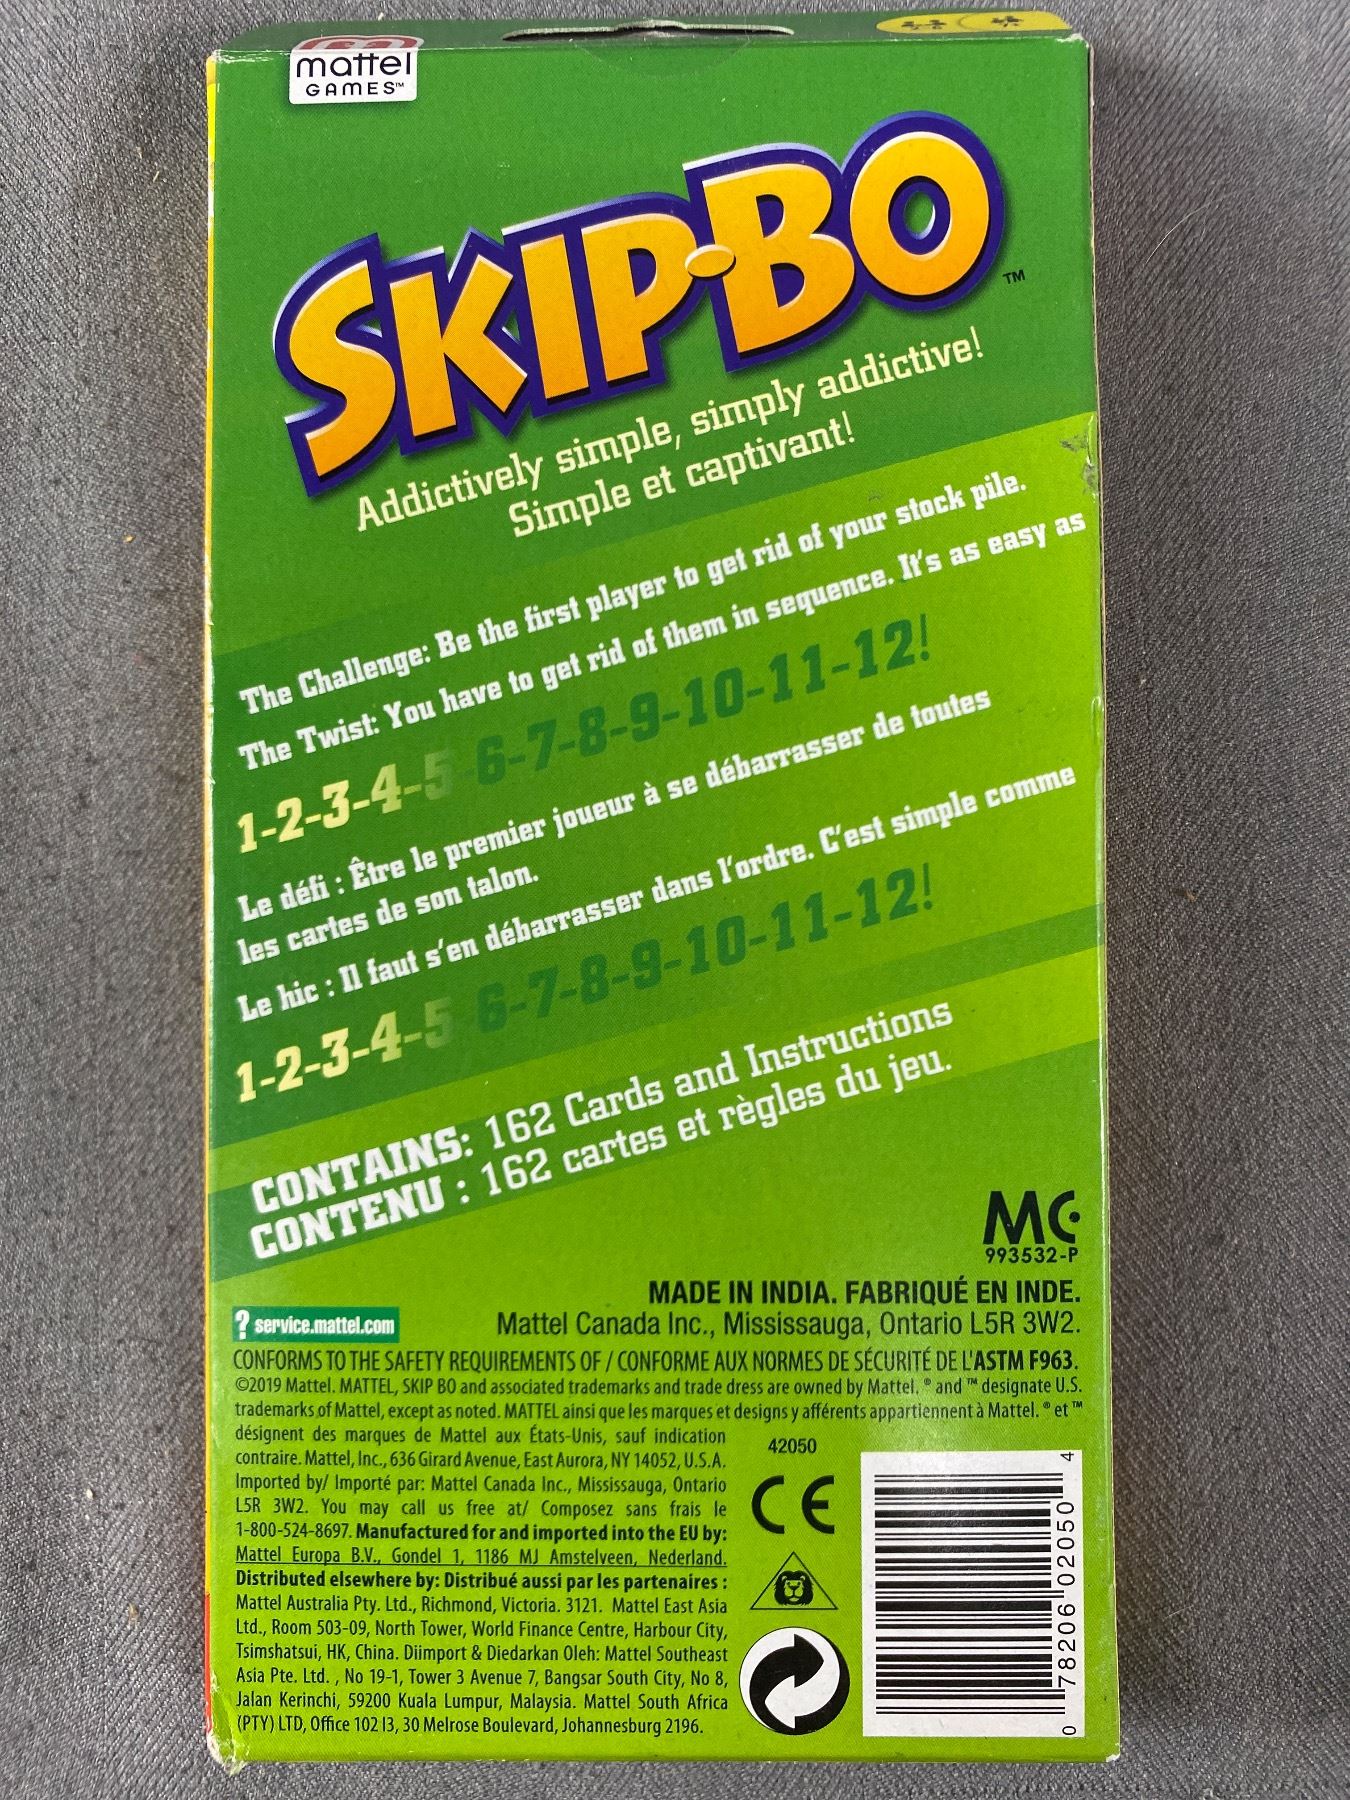 mattel
GAMES™
SKIP·BO™
Addictively simple, simply addictive!
Simple et captivant!
The Challenge: Be the first player to get rid of your stock pile.
The Twist: You have to get rid of them in sequence. It's as easy as
1-2-3-4-5-6-7-8-9-10-11-12!
Le défi : Être le premier joueur à se débarrasser de toutes
les cartes de son talon.
Le hic : Il faut s'en débarrasser dans l'ordre. C'est simple comme
1-2-3-4-5-6-7-8-9-10-11-12!
CONTAINS: 162 Cards and Instructions
CONTENU : 162 cartes et règles du jeu.
MC
993532-P
MADE IN INDIA. FABRIQUÉ EN INDE.
? service.mattel.com
Mattel Canada Inc., Mississauga, Ontario L5R 3W2.
CONFORMS TO THE SAFETY REQUIREMENTS OF / CONFORME AUX NORMES DE SÉCURITÉ DE L'ASTM F963.
©2019 Mattel. MATTEL, SKIP BO and associated trademarks and trade dress are owned by Mattel. ® and ™ designate U.S.
trademarks of Mattel, except as noted. MATTEL ainsi que les marques et designs y afférents appartiennent à Mattel. ® et ™
désignent des marques de Mattel aux États-Unis, sauf indication
contraire. Mattel, Inc., 636 Girard Avenue, East Aurora, NY 14052, U.S.A.
Imported by/ Importé par: Mattel Canada Inc., Mississauga, Ontario
L5R 3W2. You may call us free at/ Composez sans frais le
1-800-524-8697. Manufactured for and imported into the EU by:
Mattel Europa B.V., Gondel 1, 1186 MJ Amstelveen, Nederland.
Distributed elsewhere by: Distribué aussi par les partenaires :
Mattel Australia Pty. Ltd., Richmond, Victoria. 3121. Mattel East Asia
Ltd., Room 503-09, North Tower, World Finance Centre, Harbour City,
Tsimshatsui, HK, China. Diimport & Diedarkan Oleh: Mattel Southeast
Asia Pte. Ltd. , No 19-1, Tower 3 Avenue 7, Bangsar South City, No 8,
Jalan Kerinchi, 59200 Kuala Lumpur, Malaysia. Mattel South Africa
(PTY) LTD, Office 102 I3, 30 Melrose Boulevard, Johannesburg 2196.
42050
CE
0 78206 02050 4